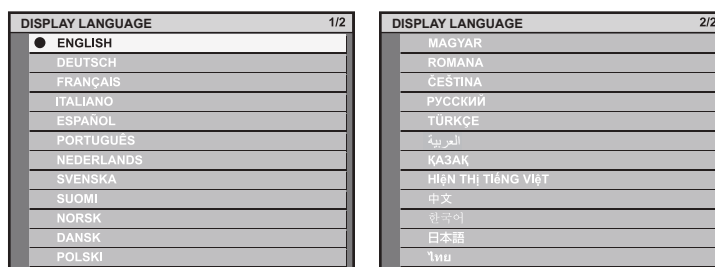 DISPLAY LANGUAGE 1/2
ENGLISH
DEUTSCH
FRANÇAIS
ITALIANO
ESPAÑOL
PORTUGUÊS
NEDERLANDS
SVENSKA
SUOMI
NORSK
DANSK
POLSKI
DISPLAY LANGUAGE 2/2
MAGYAR
ROMANA
ČEŠTINA
РУССКИЙ
TÜRKÇE
العربية
ҚАЗАҚ
HIệN THị TIếNG VIệT
中文
한국어
日本語
ไทย